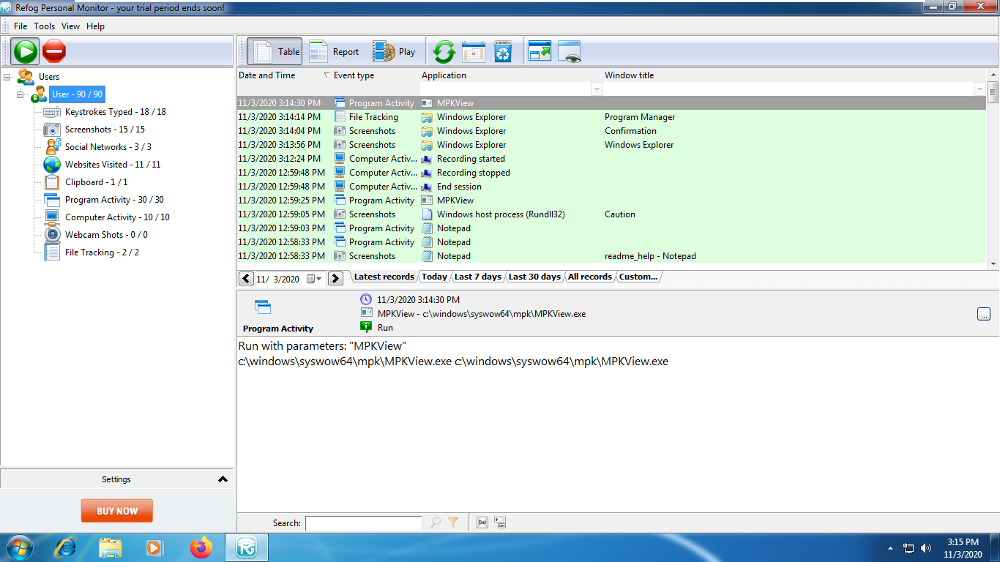 Refog Personal Monitor - your trial period ends soon!
File Tools View Help
Table Report Play
Users
User - 90 / 90
Keystrokes Typed - 18 / 18
Screenshots - 15 / 15
Social Networks - 3 / 3
Websites Visited - 11 / 11
Clipboard - 1 / 1
Program Activity - 30 / 30
Computer Activity - 10 / 10
Webcam Shots - 0 / 0
File Tracking - 2 / 2
Settings
BUY NOW
Date and Time Event type Application Window title
11/3/2020 3:14:30 PM Program Activity MPKView
11/3/2020 3:14:14 PM File Tracking Windows Explorer Program Manager
11/3/2020 3:14:04 PM Screenshots Windows Explorer Confirmation
11/3/2020 3:13:56 PM Screenshots Windows Explorer Windows Explorer
11/3/2020 3:12:24 PM Computer Activ... Recording started
11/3/2020 12:59:48 PM Computer Activ... Recording stopped
11/3/2020 12:59:48 PM Computer Activ... End session
11/3/2020 12:59:25 PM Program Activity MPKView
11/3/2020 12:59:05 PM Screenshots Windows host process (Rundll32) Caution
11/3/2020 12:59:03 PM Program Activity Notepad
11/3/2020 12:58:33 PM Program Activity Notepad
11/3/2020 12:58:33 PM Screenshots Notepad readme_help - Notepad
11/ 3/2020 Latest records Today Last 7 days Last 30 days All records Custom...
11/3/2020 3:14:30 PM
MPKView - c:\windows\syswow64\mpk\MPKView.exe
...
Program Activity Run
Run with parameters: "MPKView"
c:\windows\syswow64\mpk\MPKView.exe c:\windows\syswow64\mpk\MPKView.exe
Search: Del
3:15 PM
11/3/2020